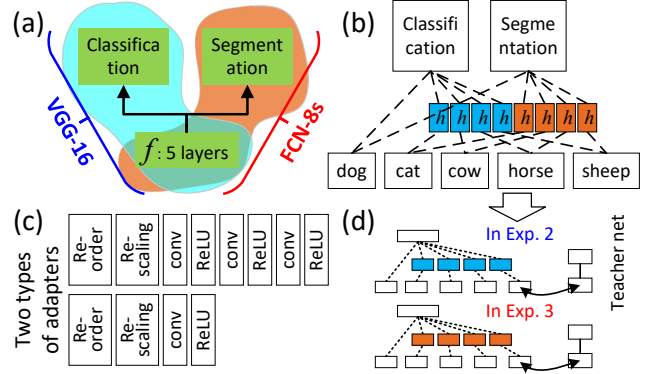 (a)
Classifica
tion
Segment
ation
VGG-16
FCN-8s
f: 5 layers
(b)
Classifi
cation
Segme
ntation
h h h h h h h h
dog cat cow horse sheep
(c)
Two types
of adapters
Re-
order
Re-
scaling
conv
ReLU
conv
ReLU
conv
ReLU
Re-
order
Re-
scaling
conv
ReLU
(d)
In Exp. 2
In Exp. 3
Teacher net